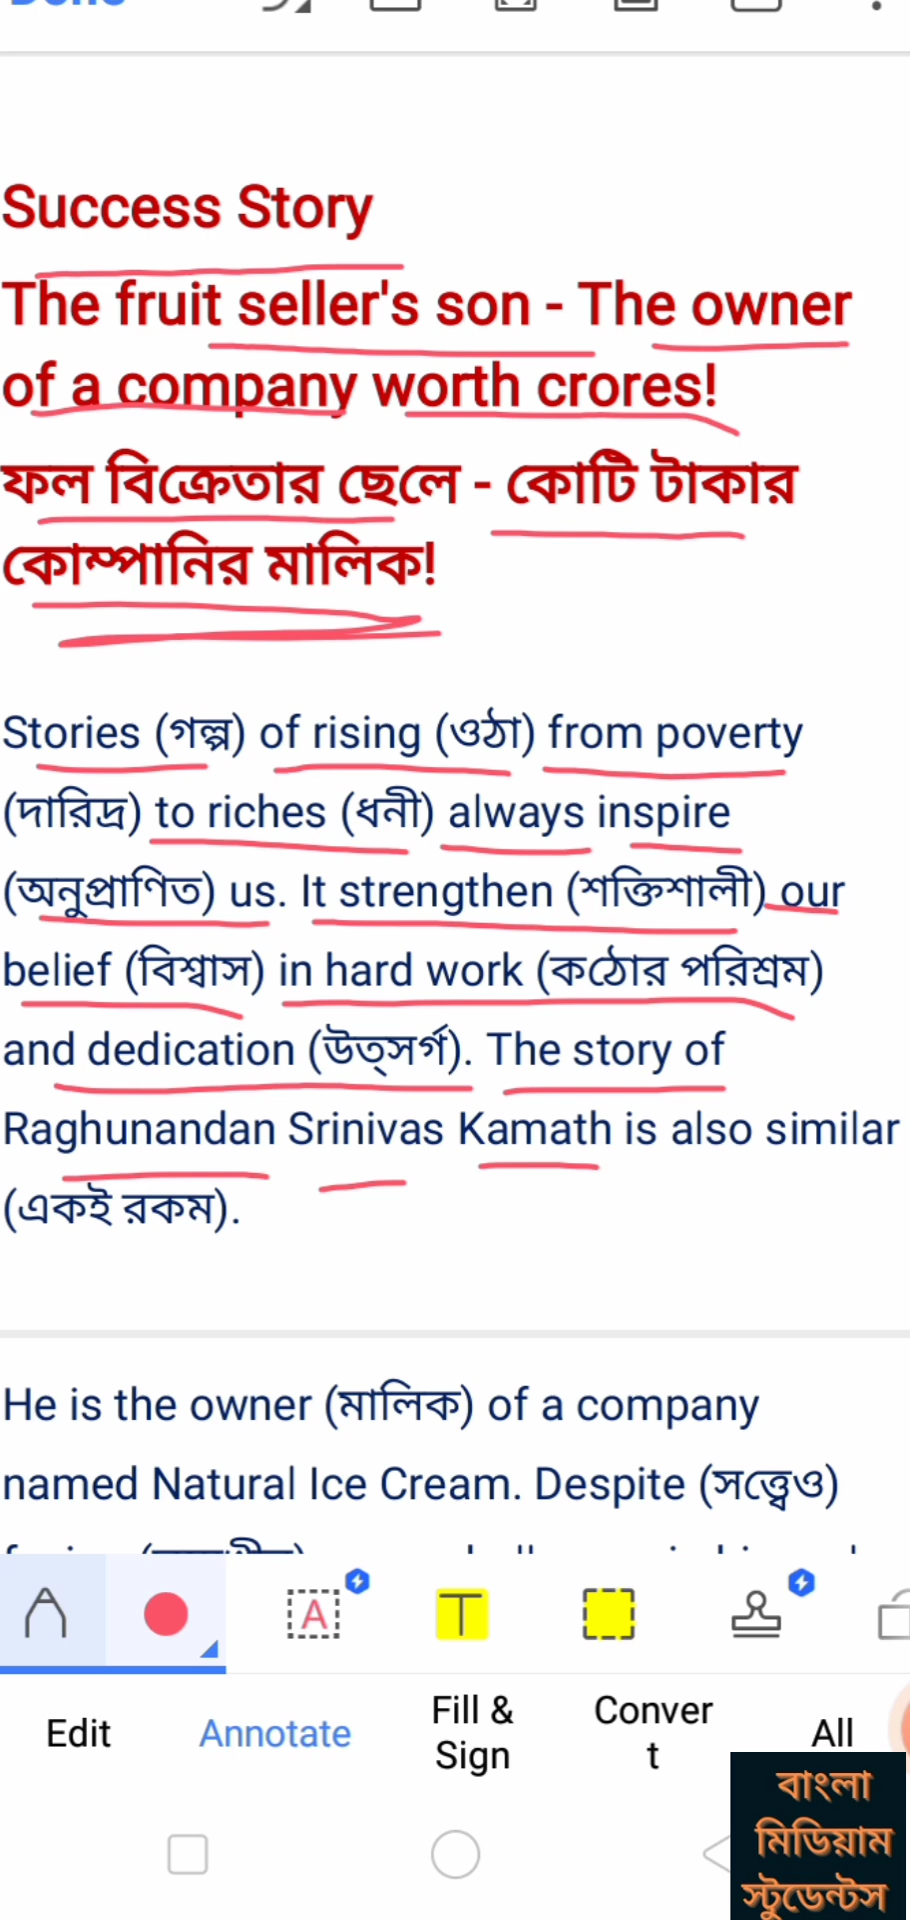 Success Story
The fruit seller's son - The owner
of a company worth crores!
ফল বিক্রেতার ছেলে - কোটি টাকার
কোম্পানির মালিক!
Stories (গল্প) of rising (ওঠা) from poverty
(দারিদ্র) to riches (ধনী) always inspire
(অনুপ্রাণিত) us. It strengthen (শক্তিশালী) our
belief (বিশ্বাস) in hard work (কঠোর পরিশ্রম)
and dedication (উত্সর্গ). The story of
Raghunandan Srinivas Kamath is also similar
(একই রকম).
He is the owner (মালিক) of a company
named Natural Ice Cream. Despite (সত্ত্বেও)
A T
Edit Annotate Fill & Sign Conver t All
বাংলা
মিডিয়াম
স্টুডেন্টস